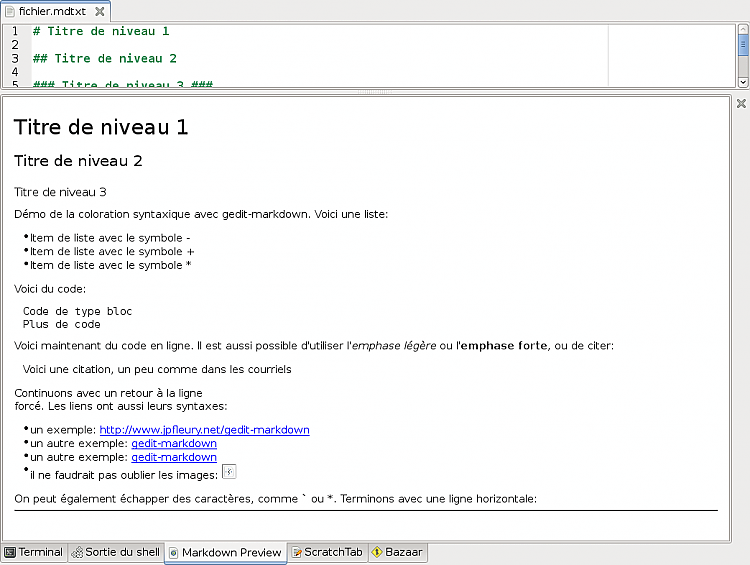 fichier.mdtxt
1 # Titre de niveau 1
2
3 ## Titre de niveau 2
4
5 ### Titre de niveau 3 ###
Titre de niveau 1
Titre de niveau 2
Titre de niveau 3
Démo de la coloration syntaxique avec gedit-markdown. Voici une liste:
•Item de liste avec le symbole -
•Item de liste avec le symbole +
•Item de liste avec le symbole *
Voici du code:
Code de type bloc
Plus de code
Voici maintenant du code en ligne. Il est aussi possible d'utiliser l'emphase légère ou l'emphase forte, ou de citer:
Voici une citation, un peu comme dans les courriels
Continuons avec un retour à la ligne
forcé. Les liens ont aussi leurs syntaxes:
•un exemple: http://www.jpfleury.net/gedit-markdown
•un autre exemple: gedit-markdown
•un autre exemple: gedit-markdown
•il ne faudrait pas oublier les images:
On peut également échapper des caractères, comme ` ou *. Terminons avec une ligne horizontale:
Terminal Sortie du shell Markdown Preview ScratchTab Bazaar